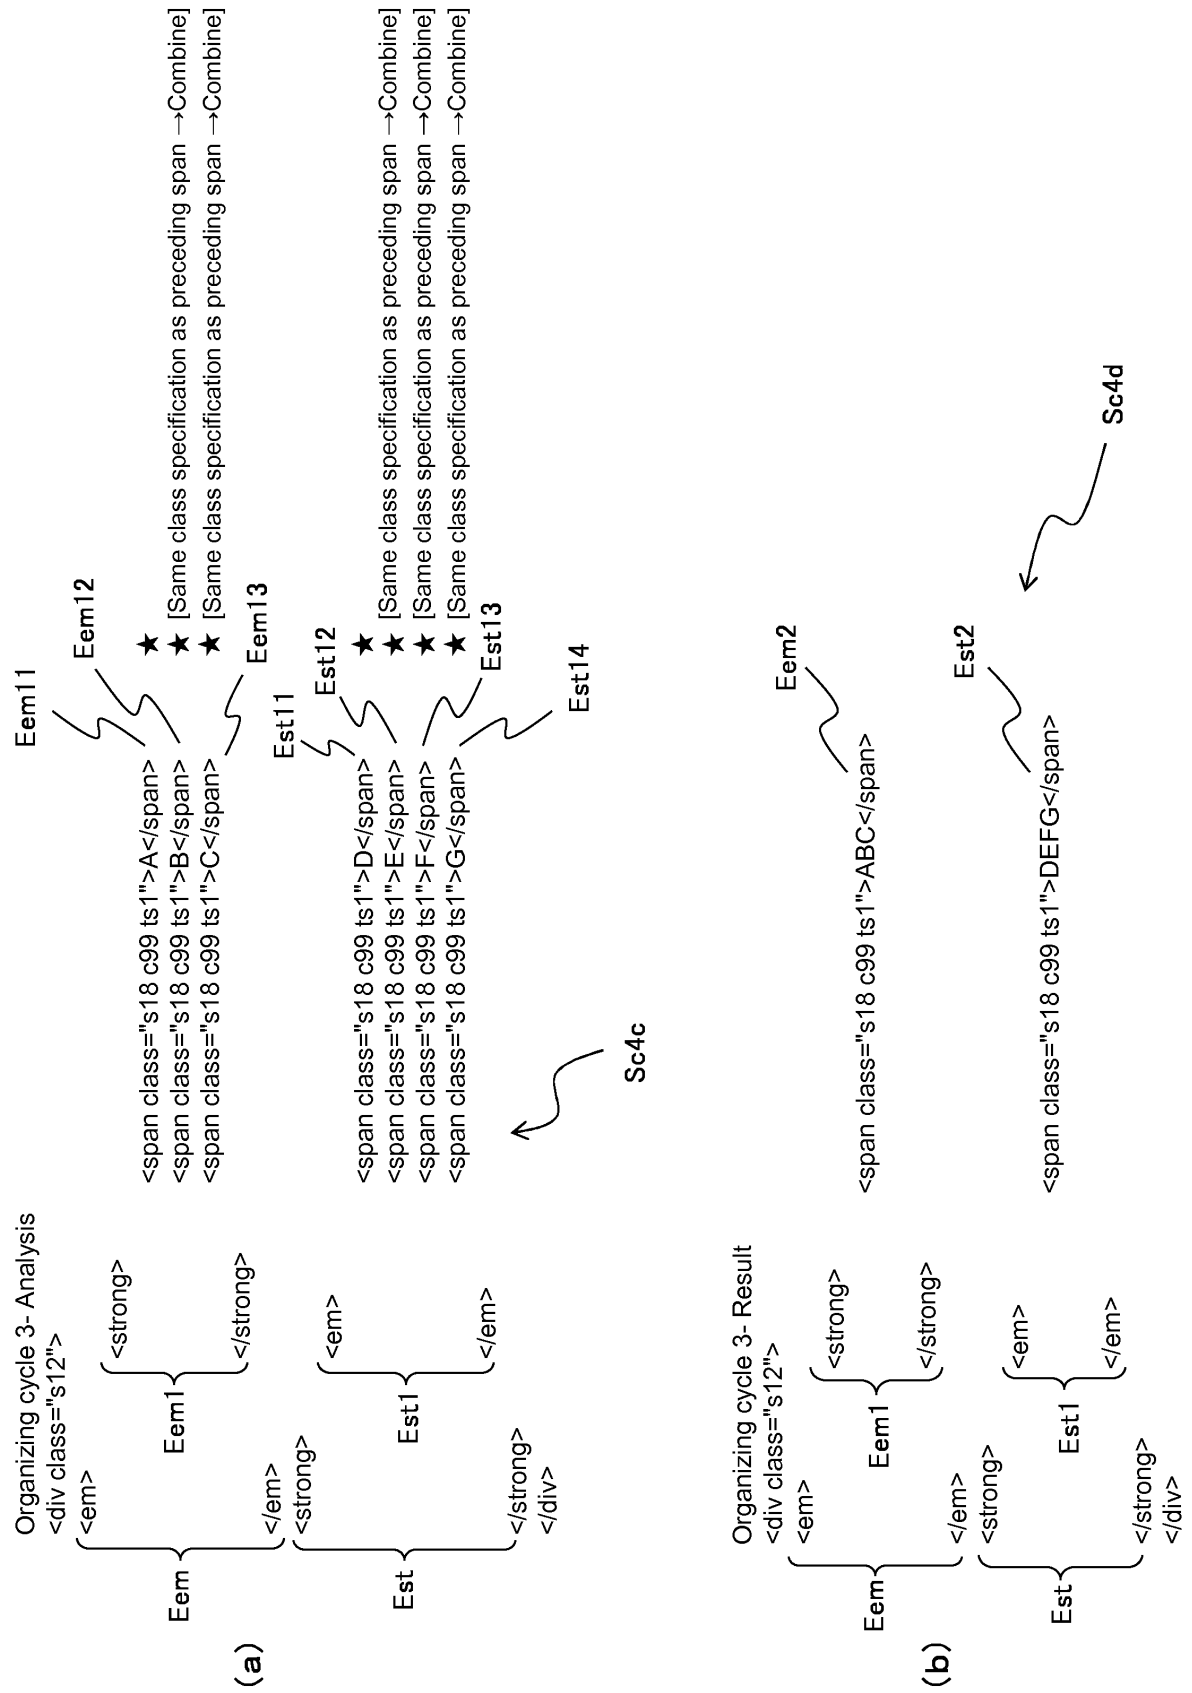 (a)
Organizing cycle 3- Analysis
<div class="s12">
Eem
<em>
Eem1
<strong>
<span class="s18 c99 ts1">A</span> Eem11 ★
<span class="s18 c99 ts1">B</span> Eem12 ★ [Same class specification as preceding span →Combine]
<span class="s18 c99 ts1">C</span> Eem13 ★ [Same class specification as preceding span →Combine]
</strong>
</em>
Est
<strong>
Est1
<em>
<span class="s18 c99 ts1">D</span> Est11 ★
<span class="s18 c99 ts1">E</span> Est12 ★ [Same class specification as preceding span →Combine]
<span class="s18 c99 ts1">F</span> Est13 ★ [Same class specification as preceding span →Combine]
<span class="s18 c99 ts1">G</span> Est14 ★ [Same class specification as preceding span →Combine]
</em>
</strong>
</div>
Sc4c
(b)
Organizing cycle 3- Result
<div class="s12">
Eem
<em>
Eem1
<strong>
<span class="s18 c99 ts1">ABC</span> Eem2
</strong>
</em>
Est
<strong>
Est1
<em>
<span class="s18 c99 ts1">DEFG</span> Est2
</em>
</strong>
</div>
Sc4d